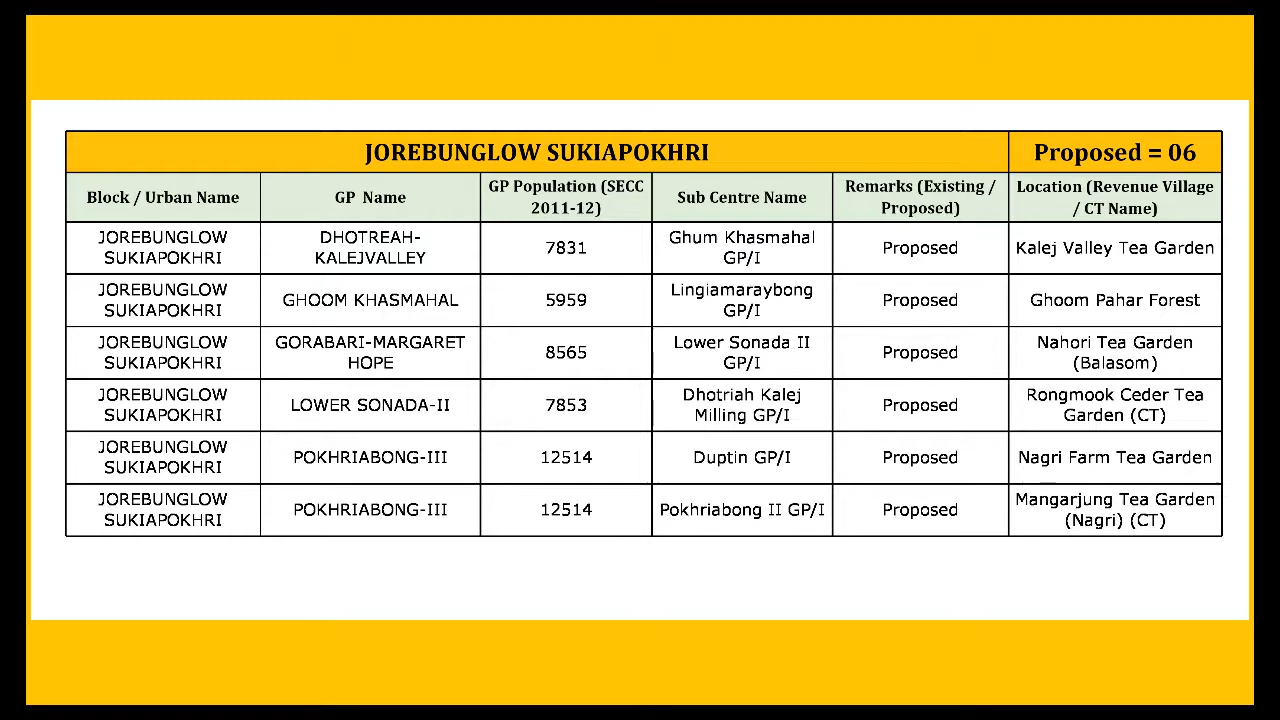 JOREBUNGLOW SUKIAPOKHRI Proposed = 06
Block / Urban Name GP Name GP Population (SECC 2011-12) Sub Centre Name Remarks (Existing / Proposed) Location (Revenue Village / CT Name)
JOREBUNGLOW SUKIAPOKHRI DHOTREAH-KALEJVALLEY 7831 Ghum Khasmahal GP/I Proposed Kalej Valley Tea Garden
JOREBUNGLOW SUKIAPOKHRI GHOOM KHASMAHAL 5959 Lingiamaraybong GP/I Proposed Ghoom Pahar Forest
JOREBUNGLOW SUKIAPOKHRI GORABARI-MARGARET HOPE 8565 Lower Sonada II GP/I Proposed Nahori Tea Garden (Balasom)
JOREBUNGLOW SUKIAPOKHRI LOWER SONADA-II 7853 Dhotriah Kalej Milling GP/I Proposed Rongmook Ceder Tea Garden (CT)
JOREBUNGLOW SUKIAPOKHRI POKHRIABONG-III 12514 Duptin GP/I Proposed Nagri Farm Tea Garden
JOREBUNGLOW SUKIAPOKHRI POKHRIABONG-III 12514 Pokhriabong II GP/I Proposed Mangarjung Tea Garden (Nagri) (CT)